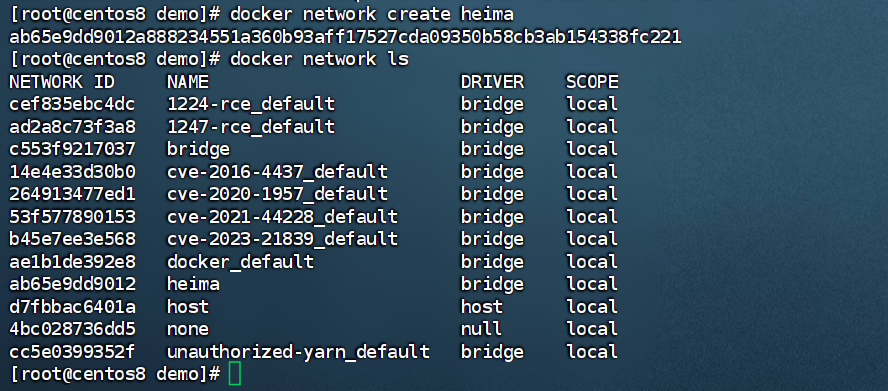 [root@centos8 demo]# docker network create heima
ab65e9dd9012a888234551a360b93aff17527cda09350b58cb3ab154338fc221
[root@centos8 demo]# docker network ls
NETWORK ID     NAME                        DRIVER    SCOPE
cef835ebc4dc   1224-rce_default            bridge    local
ad2a8c73f3a8   1247-rce_default            bridge    local
c553f9217037   bridge                      bridge    local
14e4e33d30b0   cve-2016-4437_default       bridge    local
264913477ed1   cve-2020-1957_default       bridge    local
53f577890153   cve-2021-44228_default      bridge    local
b45e7ee3e568   cve-2023-21839_default      bridge    local
ae1b1de392e8   docker_default              bridge    local
ab65e9dd9012   heima                       bridge    local
d7fbbac6401a   host                        host      local
4bc028736dd5   none                        null      local
cc5e0399352f   unauthorized-yarn_default   bridge    local
[root@centos8 demo]#